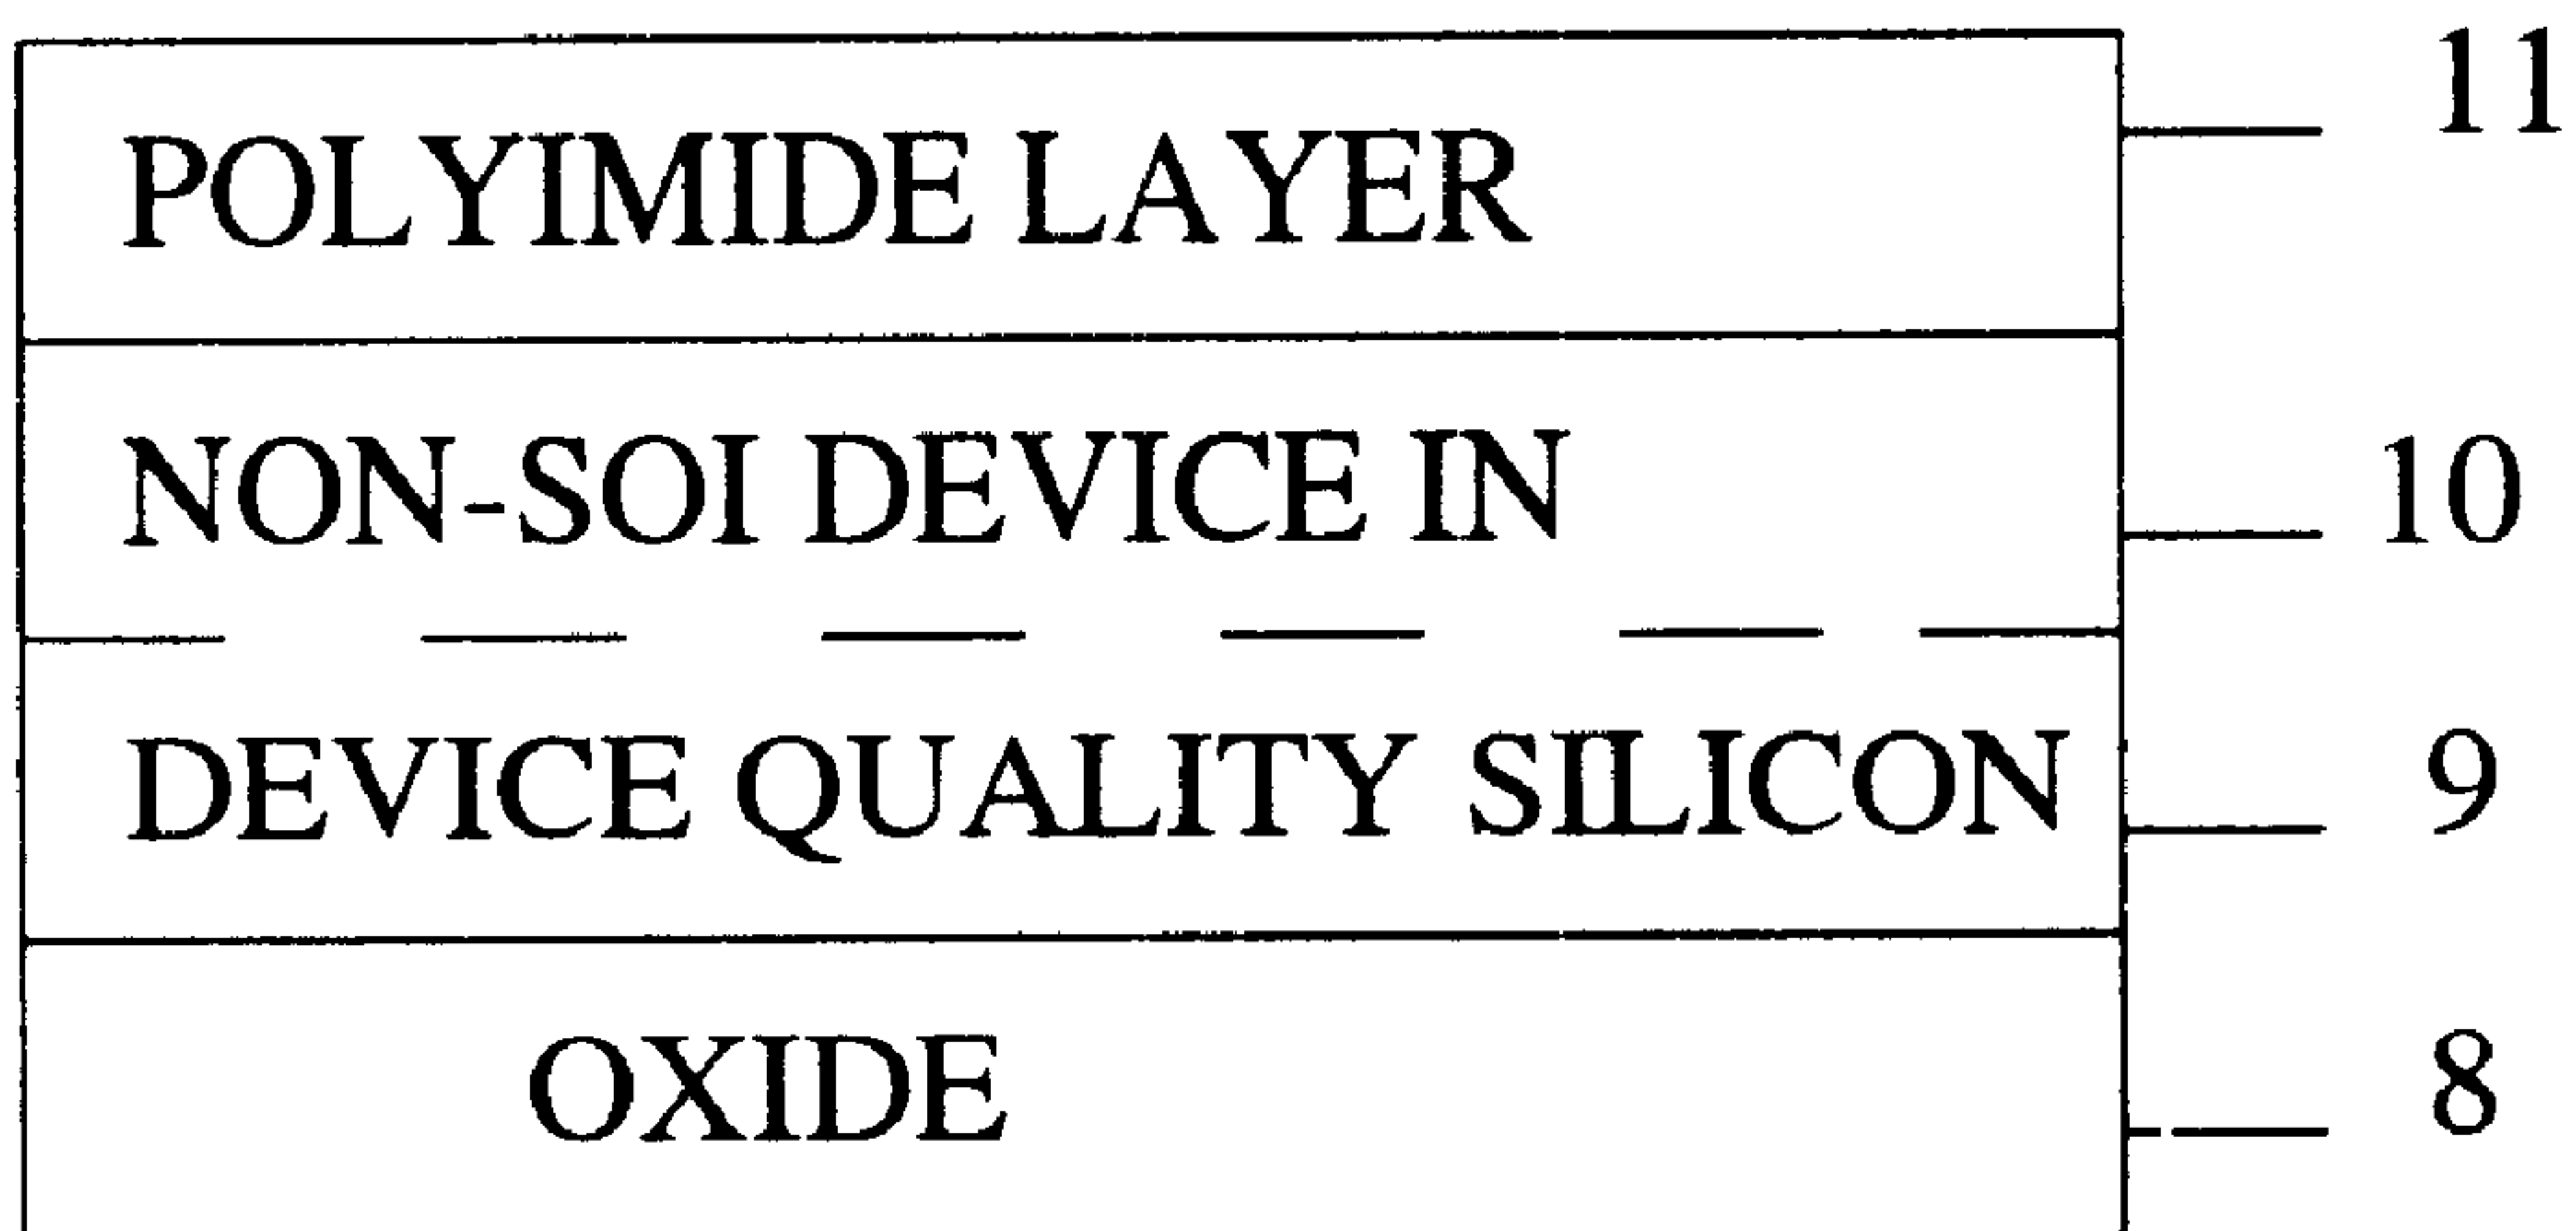 POLYIMIDE LAYER 11
NON-SOI DEVICE IN 10
DEVICE QUALITY SILICON 9
OXIDE 8